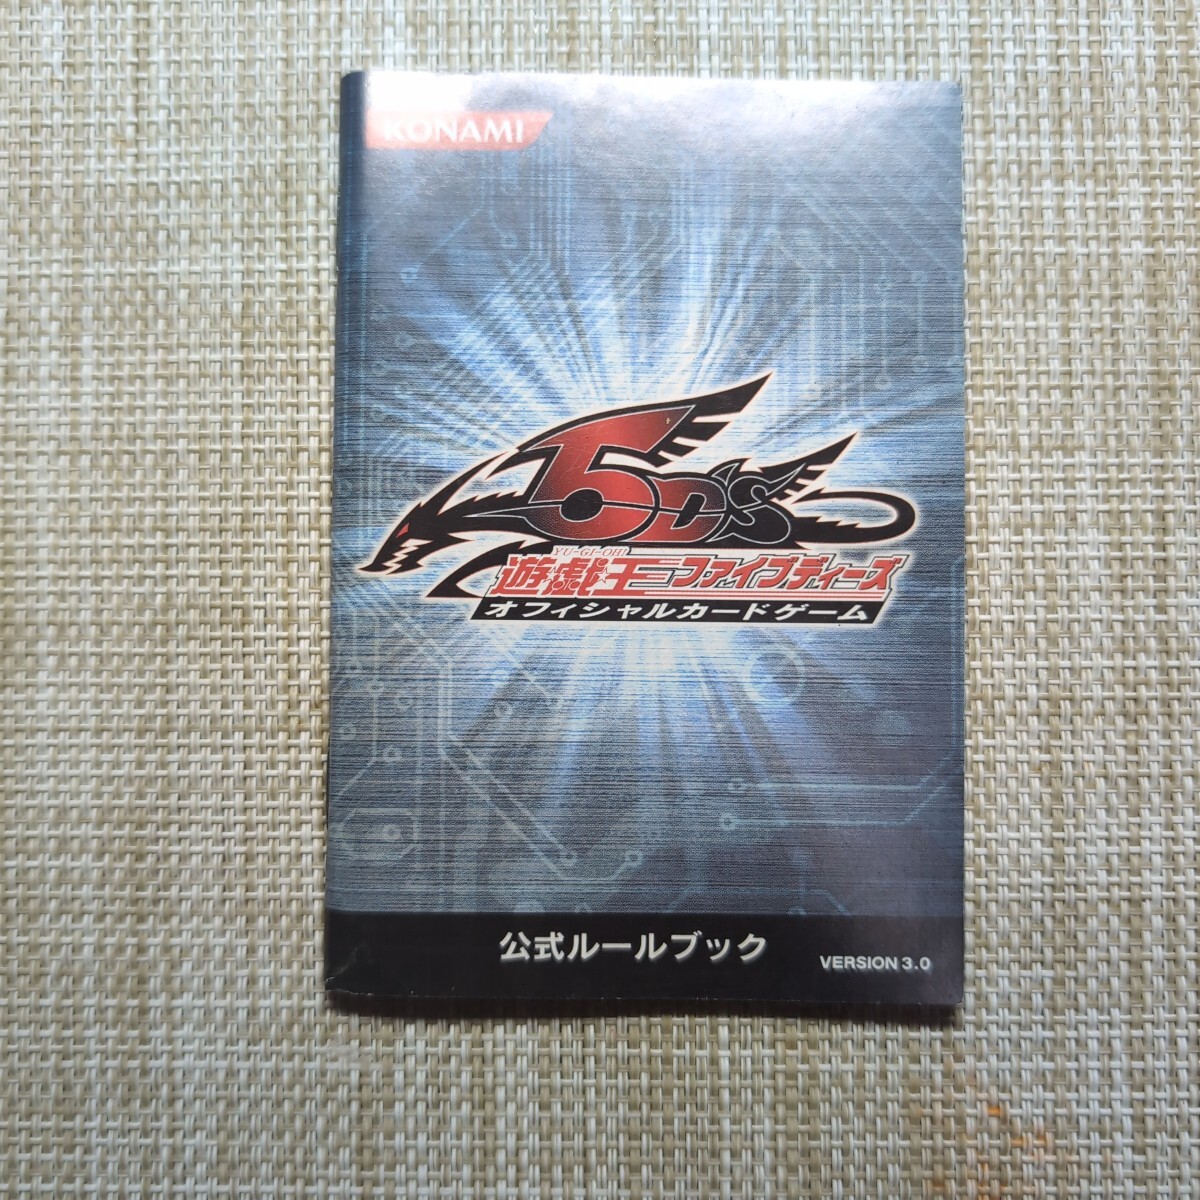 KONAMI
5D's
YU-GI-OH!
遊戯王ファイブディーズ
オフィシャルカードゲーム
公式ルールブック
VERSION 3.0